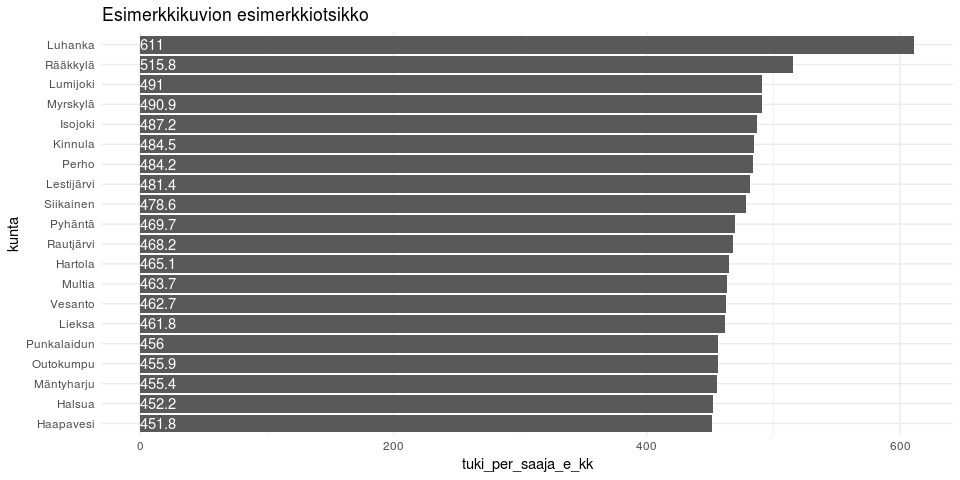 Esimerkkikuvion esimerkkiotsikko
kunta
Luhanka 611
Rääkkylä 515.8
Lumijoki 491
Myrskylä 490.9
Isojoki 487.2
Kinnula 484.5
Perho 484.2
Lestijärvi 481.4
Siikainen 478.6
Pyhäntä 469.7
Rautjärvi 468.2
Hartola 465.1
Multia 463.7
Vesanto 462.7
Lieksa 461.8
Punkalaidun 456
Outokumpu 455.9
Mäntyharju 455.4
Halsua 452.2
Haapavesi 451.8
0 200 400 600
tuki_per_saaja_e_kk